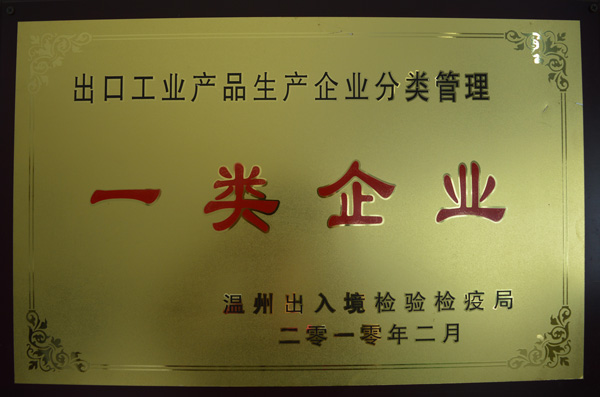 出口工业产品生产企业分类管理
一类企业
温州出入境检验检疫局
二零一零年二月